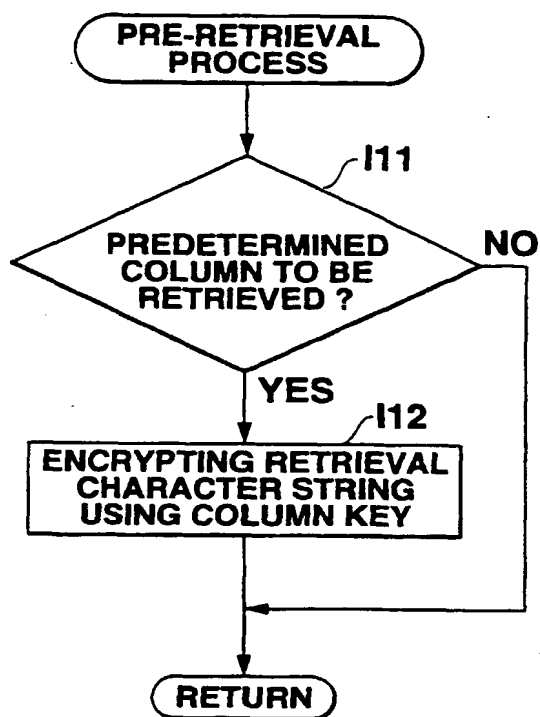 PRE-RETRIEVAL
PROCESS
I11
PREDETERMINED
COLUMN TO BE
RETRIEVED ?
NO
YES
I12
ENCRYPTING RETRIEVAL
CHARACTER STRING
USING COLUMN KEY
RETURN